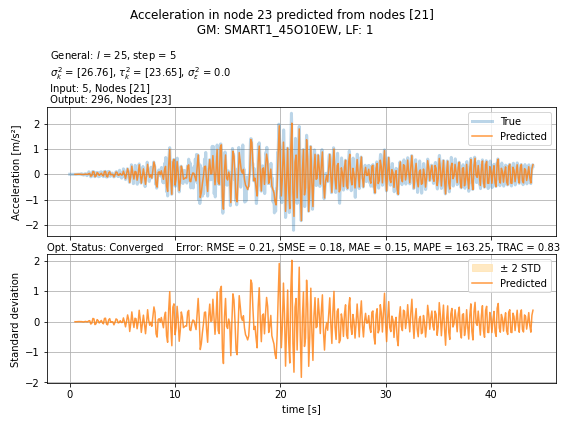 Acceleration in node 23 predicted from nodes [21]
GM: SMART1_45O10EW, LF: 1
General: l = 25, step = 5
σ²ₖ = [26.76], τ²ₖ = [23.65], σ²ε = 0.0
Input: 5, Nodes [21]
Output: 296, Nodes [23]
Acceleration [m/s²]
2
1
0
−1
−2
True
Predicted
Opt. Status: Converged Error: RMSE = 0.21, SMSE = 0.18, MAE = 0.15, MAPE = 163.25, TRAC = 0.83
Standard deviation
2
1
0
−1
−2
± 2 STD
Predicted
0 10 20 30 40
time [s]